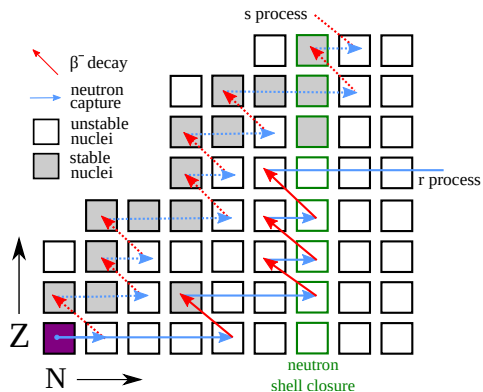 s process
β⁻ decay
neutron
capture
unstable
nuclei
stable
nuclei
r process
Z
N
neutron
shell closure